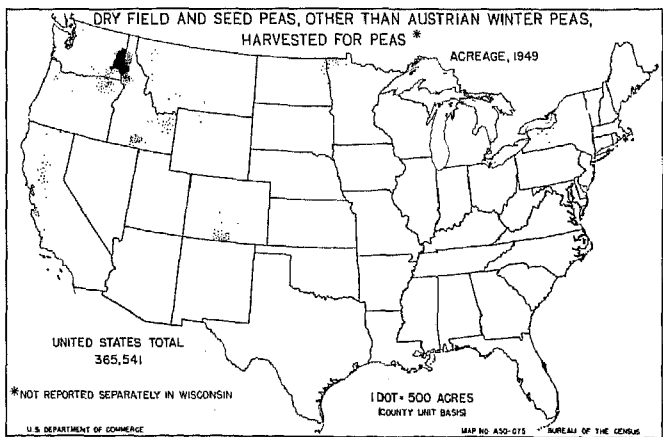 DRY FIELD AND SEED PEAS, OTHER THAN AUSTRIAN WINTER PEAS,
HARVESTED FOR PEAS *
ACREAGE, 1949
UNITED STATES TOTAL
365,541
*NOT REPORTED SEPARATELY IN WISCONSIN
1 DOT = 500 ACRES
(COUNTY UNIT BASIS)
U.S. DEPARTMENT OF COMMERCE
MAP NO. A50-075
BUREAU OF THE CENSUS